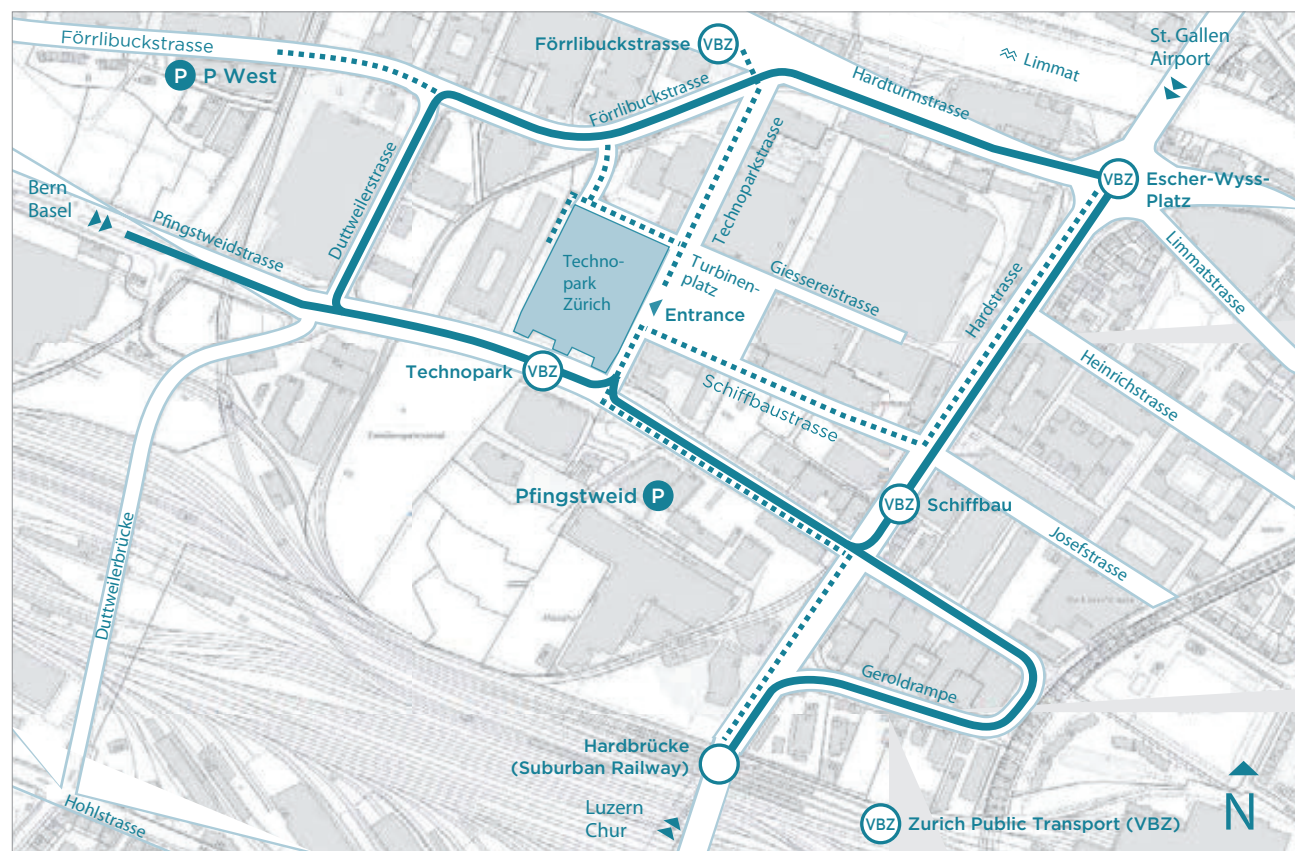 Förrlibuckstrasse
P
P West
Förrlibuckstrasse
VBZ
Förrlibuckstrasse
Hardturmstrasse
Limmat
St. Gallen
Airport
Bern
Basel
Pfingstweidstrasse
Duttweilerstrasse
Technoparkstrasse
VBZ
Escher-Wyss-
Platz
Limmatstrasse
Techno-
park
Zürich
Turbinen-
platz
Giessereistrasse
Entrance
Hardstrasse
Heinrichstrasse
Technopark
VBZ
Schiffbaustrasse
Pfingstweid
P
VBZ
Schiffbau
Josefstrasse
Duttweilerbrücke
Geroldrampe
Hardbrücke
(Suburban Railway)
Luzern
Chur
Hohlstrasse
VBZ
Zurich Public Transport (VBZ)
N